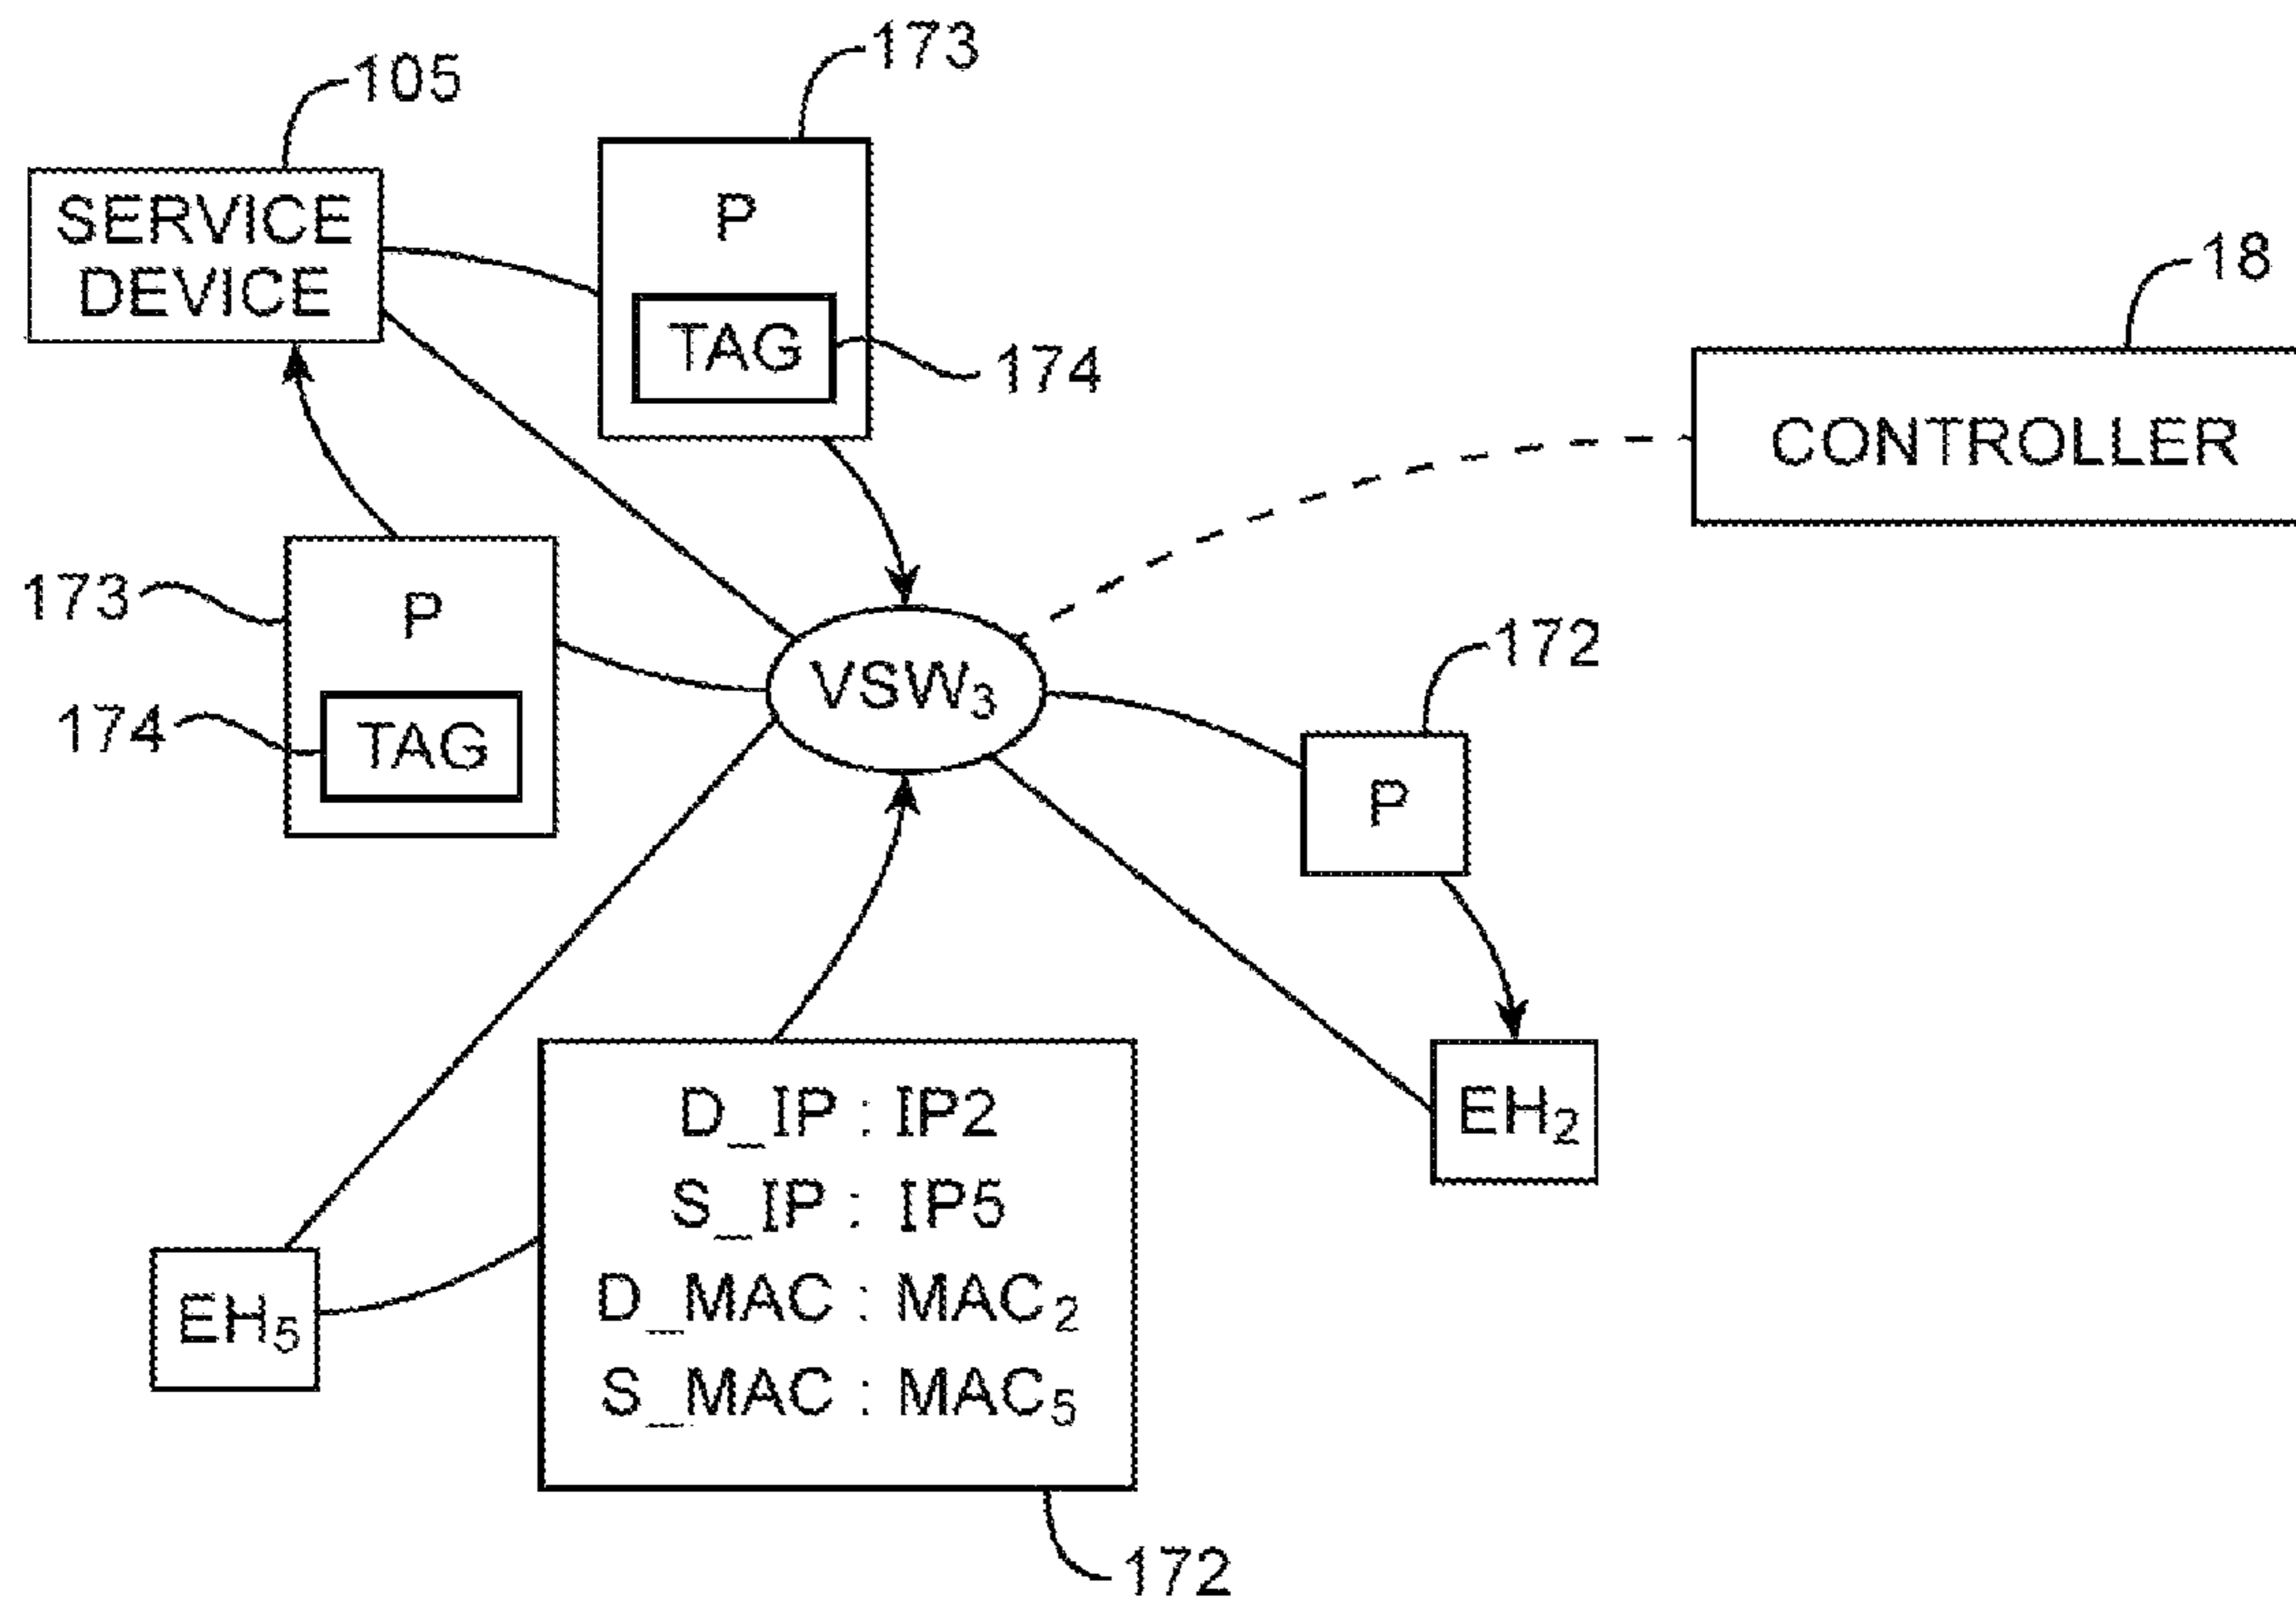 173
105
SERVICE
DEVICE
P
TAG
174
18
CONTROLLER
173
P
174
TAG
VSW₃
172
P
EH₂
D_IP : IP2
S_IP : IP5
D_MAC : MAC₂
S_MAC : MAC₅
EH₅
172